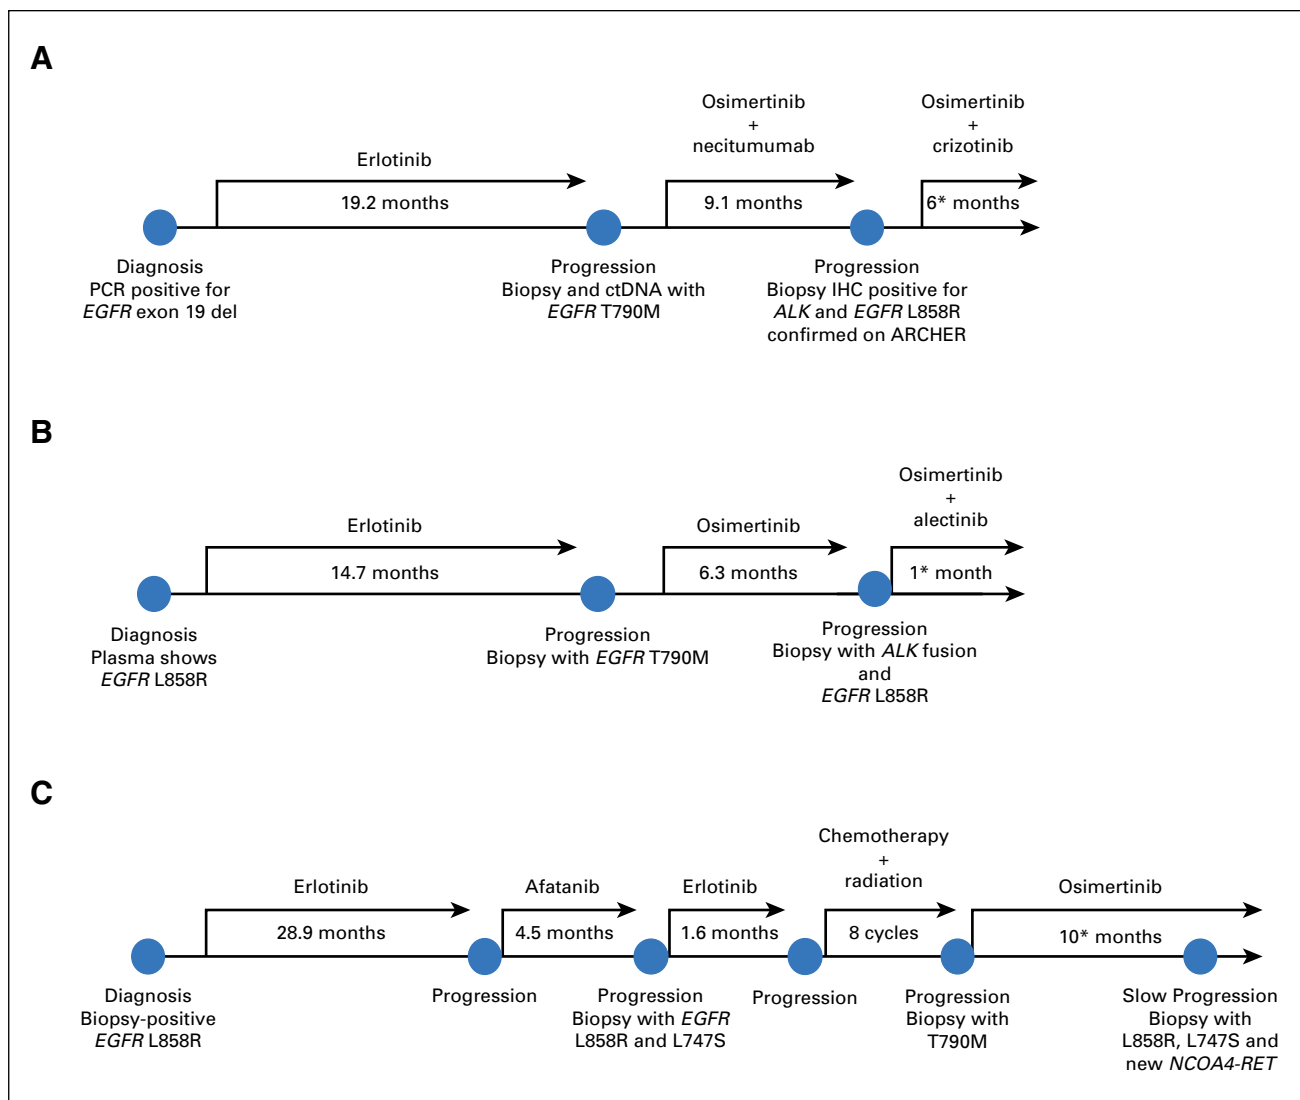 A
Osimertinib
+
necitumumab
Osimertinib
+
crizotinib
Erlotinib
19.2 months
9.1 months
6* months
Diagnosis
PCR positive for
EGFR exon 19 del
Progression
Biopsy and ctDNA with
EGFR T790M
Progression
Biopsy IHC positive for
ALK and EGFR L858R
confirmed on ARCHER
B
Osimertinib
+
alectinib
Erlotinib
Osimertinib
14.7 months
6.3 months
1* month
Diagnosis
Plasma shows
EGFR L858R
Progression
Biopsy with EGFR T790M
Progression
Biopsy with ALK fusion
and
EGFR L858R
C
Chemotherapy
+
radiation
Erlotinib
Afatanib
Erlotinib
Osimertinib
28.9 months
4.5 months
1.6 months
8 cycles
10* months
Diagnosis
Biopsy-positive
EGFR L858R
Progression
Progression
Biopsy with EGFR
L858R and L747S
Progression
Progression
Biopsy with
T790M
Slow Progression
Biopsy with
L858R, L747S and
new NCOA4-RET